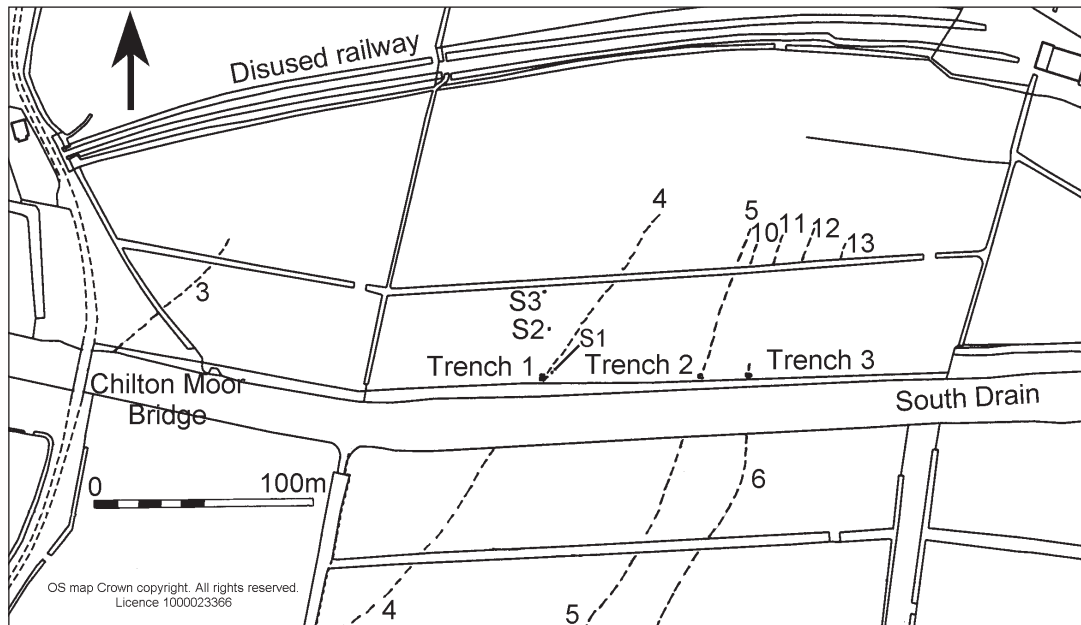 Disused railway
4
5
10
11
12
13
3
S3
S2
S1
Trench 1
Trench 2
Trench 3
Chilton Moor
Bridge
South Drain
0
100m
6
4
5
OS map Crown copyright. All rights reserved.
Licence 1000023366